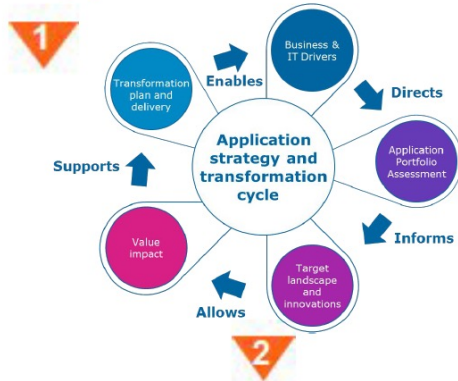 1
Business &
IT Drivers
Enables
Transformation
plan and
delivery
Directs
Application
strategy and
transformation
cycle
Application
Portfolio
Assessment
Supports
Informs
Value
impact
Target
landscape
and
innovations
Allows
2